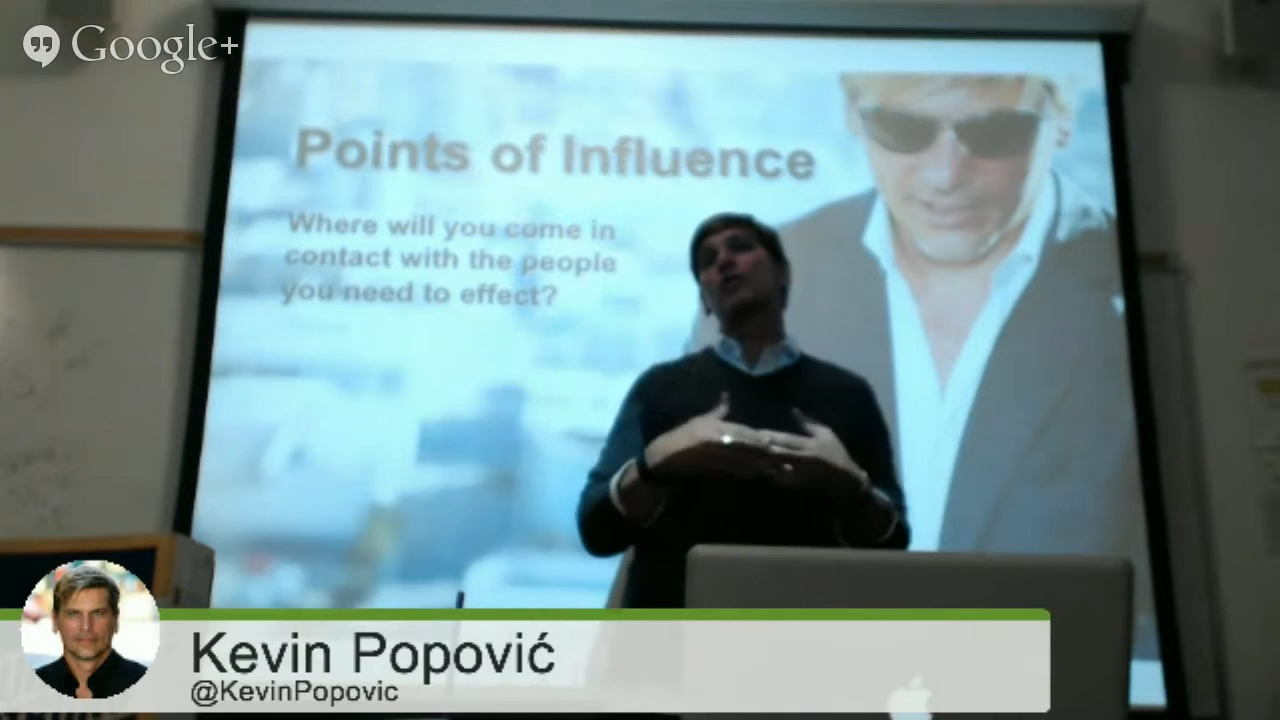 Google+
Points of Influence
Where will you come in
contact with the people
you need to effect?
Kevin Popović
@KevinPopovic